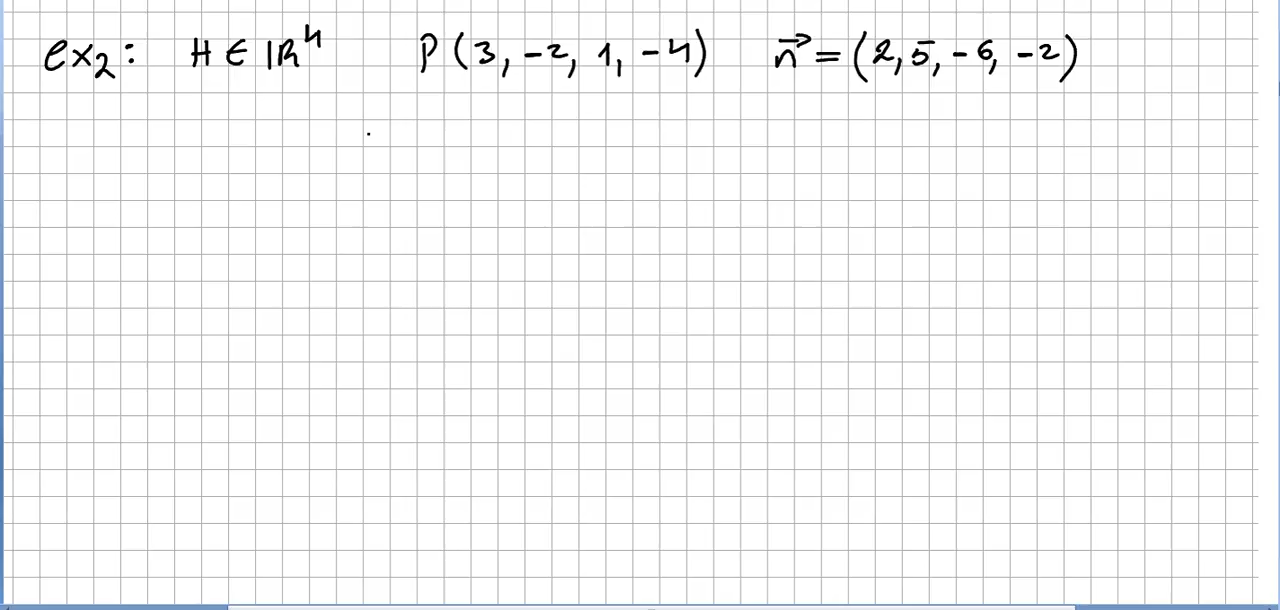 ex2: H ∈ ℝ⁴ P(3, -2, 1, -4) n⃗ = (2, 5, -6, -2)